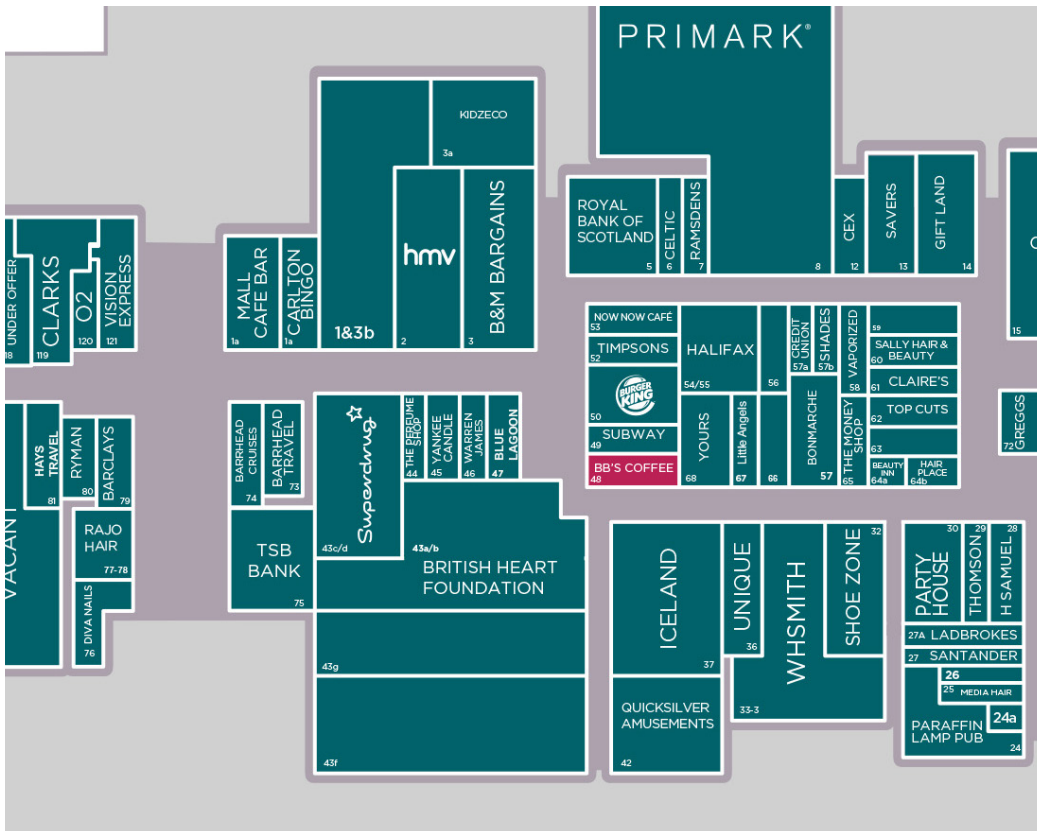 PRIMARK®
8
KIDZECO
3a
1&3b
hmv
2
B&M BARGAINS
3
MALL
CAFE BAR
1a
CARLTON
BINGO
1a
ROYAL
BANK OF
SCOTLAND
5
CELTIC
6
RAMSDENS
7
CEX
12
SAVERS
13
GIFT LAND
14
15
UNDER OFFER
18
CLARKS
119
O2
120
VISION
EXPRESS
121
NOW NOW CAFÉ
53
TIMPSONS
52
BURGER
KING
50
SUBWAY
49
BB'S COFFEE
48
HALIFAX
54/55
56
CREDIT
UNION
57a
SHADES
57b
VAPORIZED
58
59
SALLY HAIR &
BEAUTY
60
CLAIRE'S
61
TOP CUTS
62
63
YOURS
68
Little Angels
67
66
BONMARCHE
57
THE MONEY
SHOP
65
BEAUTY
INN
64a
HAIR
PLACE
64b
GREGGS
72
HAYS
TRAVEL
81
RYMAN
80
BARCLAYS
79
VACANT
RAJO
HAIR
77-78
DIVA NAILS
76
BARRHEAD
CRUISES
74
BARRHEAD
TRAVEL
73
TSB
BANK
75
Superdrug
43c/d
THE PERFUME
SHOP
44
YANKEE
CANDLE
45
WARREN
JAMES
46
BLUE
LAGOON
47
43a/b
BRITISH HEART
FOUNDATION
43g
43f
ICELAND
37
UNIQUE
36
WHSMITH
33-3
SHOE ZONE
32
QUICKSILVER
AMUSEMENTS
42
PARTY
HOUSE
30
THOMSON
29
H SAMUEL
28
27A LADBROKES
27 SANTANDER
26
25 MEDIA HAIR
24a
PARAFFIN
LAMP PUB
24